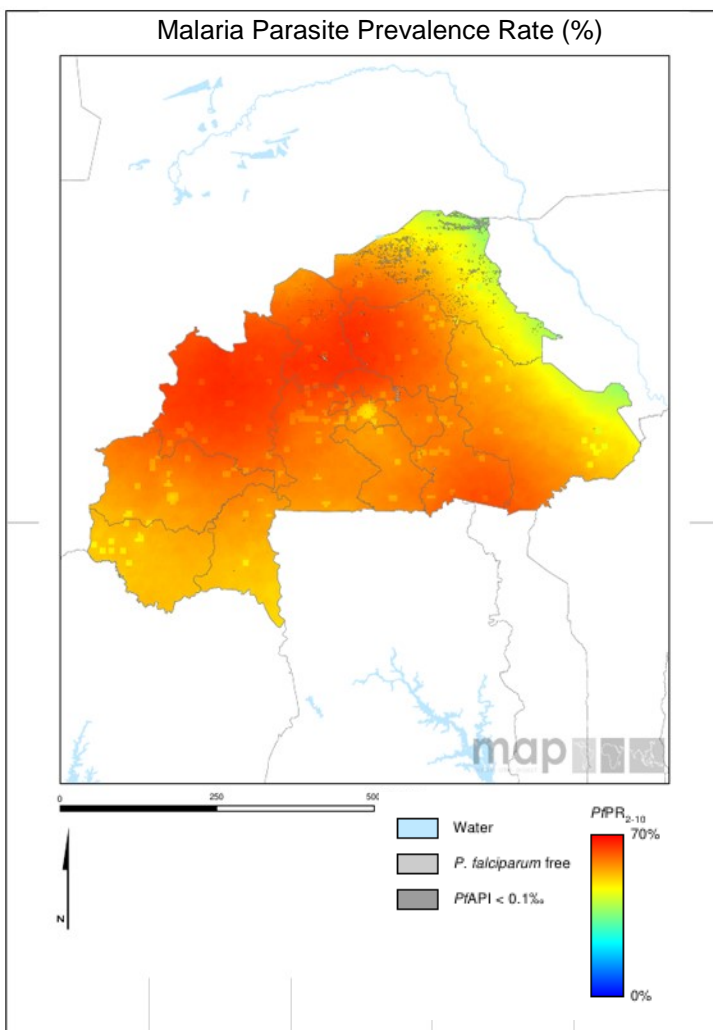 Malaria Parasite Prevalence Rate (%)
map
0 250 500
Water
P. falciparum free
PfAPI < 0.1‰
N
PfPR2-10
70%
0%